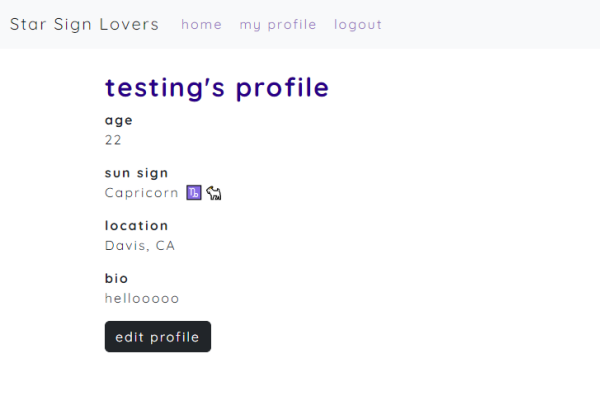 Star Sign Lovers home my profile logout
testing's profile
age
22
sun sign
Capricorn ♑
location
Davis, CA
bio
hellooooo
edit profile